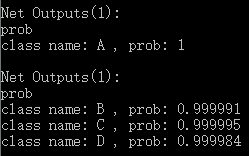 Net Outputs(1):
prob
class name: A , prob: 1
Net Outputs(1):
prob
class name: B , prob: 0.999991
class name: C , prob: 0.999995
class name: D , prob: 0.999984